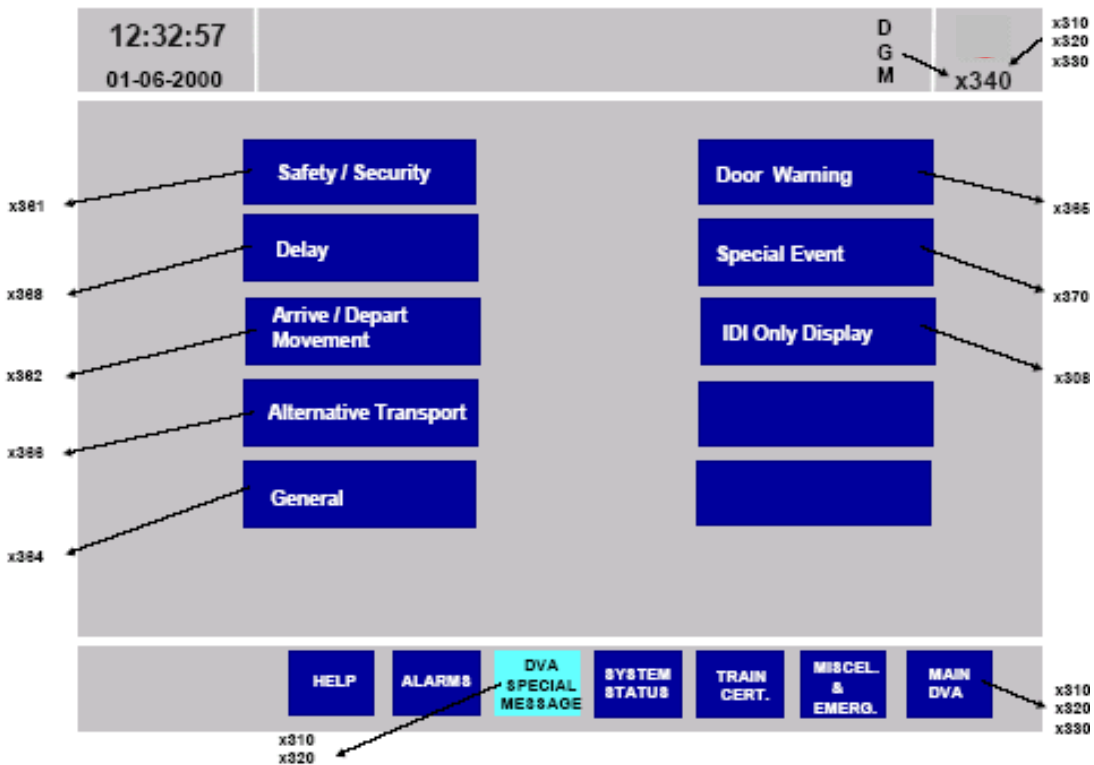 12:32:57
01-06-2000
D
G
M
x340
x310
x320
x330
Safety / Security
Door Warning
x361
x365
Delay
Special Event
x368
x370
Arrive / Depart
Movement
IDI Only Display
x362
x308
Alternative Transport
x366
General
x364
HELP
ALARMS
DVA
SPECIAL
MESSAGE
SYSTEM
STATUS
TRAIN
CERT.
MISCEL.
&
EMERG.
MAIN
DVA
x310
x320
x330
x310
x320